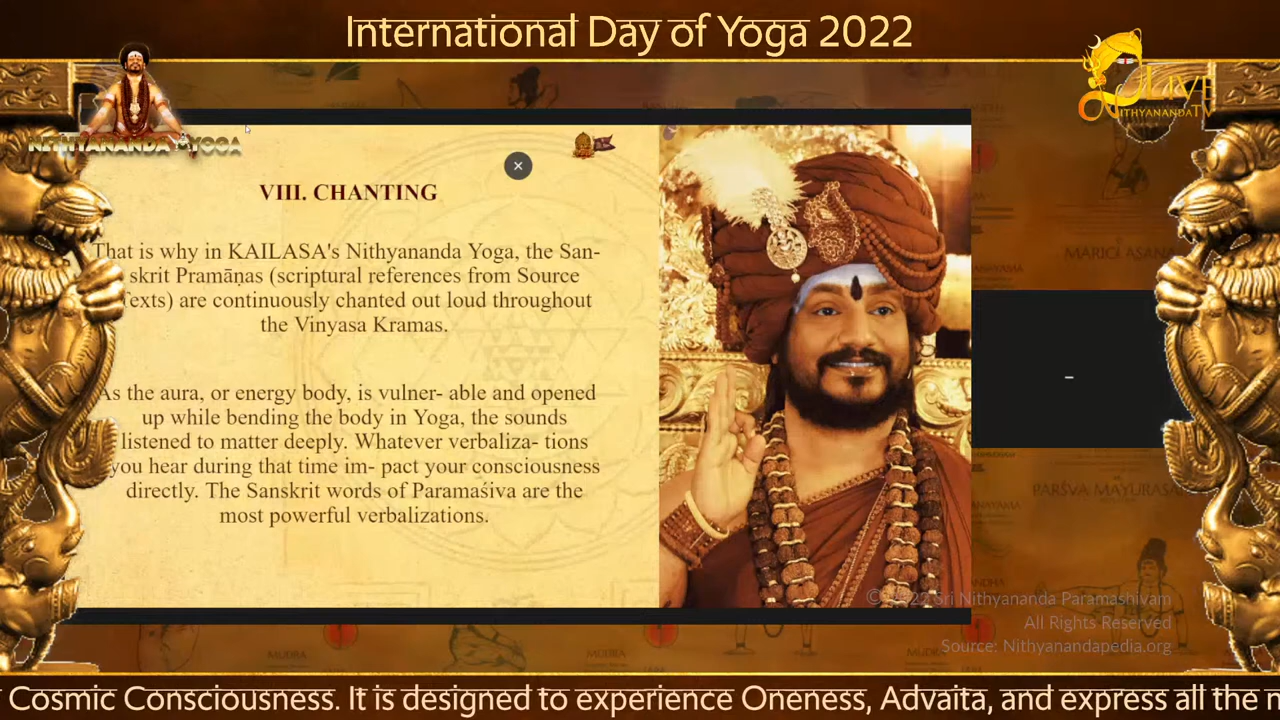 International Day of Yoga 2022
NITHYANANDA YOGA
LIVE
NITHYANANDA TV
VIII. CHANTING
That is why in KAILASA's Nithyananda Yoga, the San-
skrit Pramāṇas (scriptural references from Source
Texts) are continuously chanted out loud throughout
the Vinyasa Kramas.
As the aura, or energy body, is vulner- able and opened
up while bending the body in Yoga, the sounds
listened to matter deeply. Whatever verbaliza- tions
you hear during that time im- pact your consciousness
directly. The Sanskrit words of Paramaśiva are the
most powerful verbalizations.
MARICI ASANA
PARŚVA MAYURASA
MUDRA
MUDRA
© 2022 Sri Nithyananda Paramashivam
All Rights Reserved
Source: Nithyanandapedia.org
Cosmic Consciousness. It is designed to experience Oneness, Advaita, and express all the